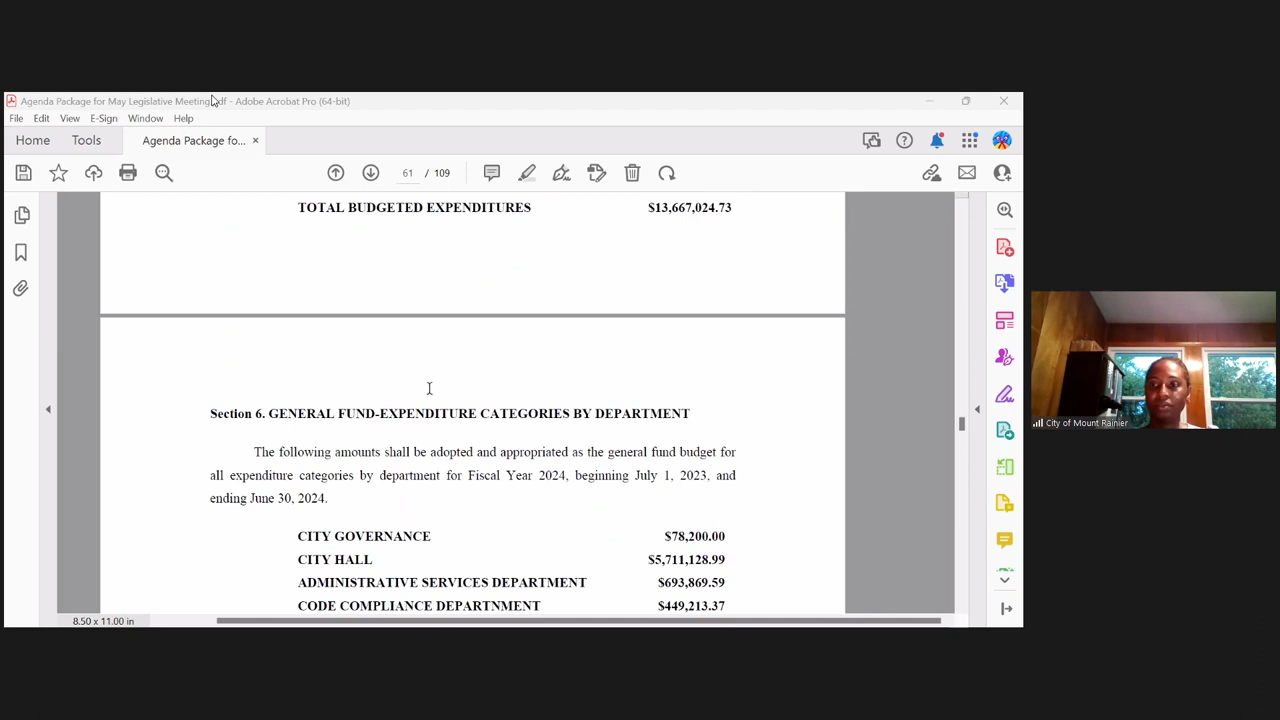 Agenda Package for May Legislative Meeting.pdf - Adobe Acrobat Pro (64-bit)
File Edit View E-Sign Window Help
Home Tools Agenda Package fo... ×
61 / 109
TOTAL BUDGETED EXPENDITURES $13,667,024.73
Section 6. GENERAL FUND-EXPENDITURE CATEGORIES BY DEPARTMENT
The following amounts shall be adopted and appropriated as the general fund budget for
all expenditure categories by department for Fiscal Year 2024, beginning July 1, 2023, and
ending June 30, 2024.
CITY GOVERNANCE $78,200.00
CITY HALL $5,711,128.99
ADMINISTRATIVE SERVICES DEPARTMENT $693,869.59
CODE COMPLIANCE DEPARTNMENT $449,213.37
8.50 x 11.00 in
City of Mount Rainier